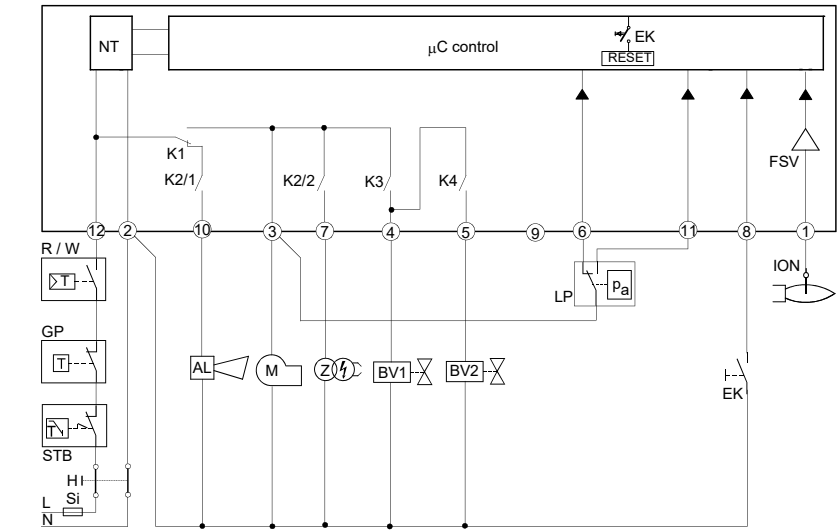 NT
µC control
EK
RESET
K1
FSV
K2/1
K2/2
K3
K4
12
2
10
3
7
4
5
9
6
11
8
1
R / W
T
LP
pa
ION
GP
T
AL
M
Z
BV1
BV2
EK
T
STB
H
Si
L
N